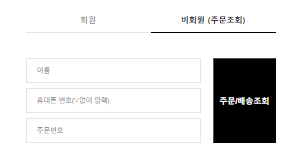 회원
비회원 (주문조회)
이름
휴대폰 번호('-'없이 입력)
주문번호
주문/배송조회